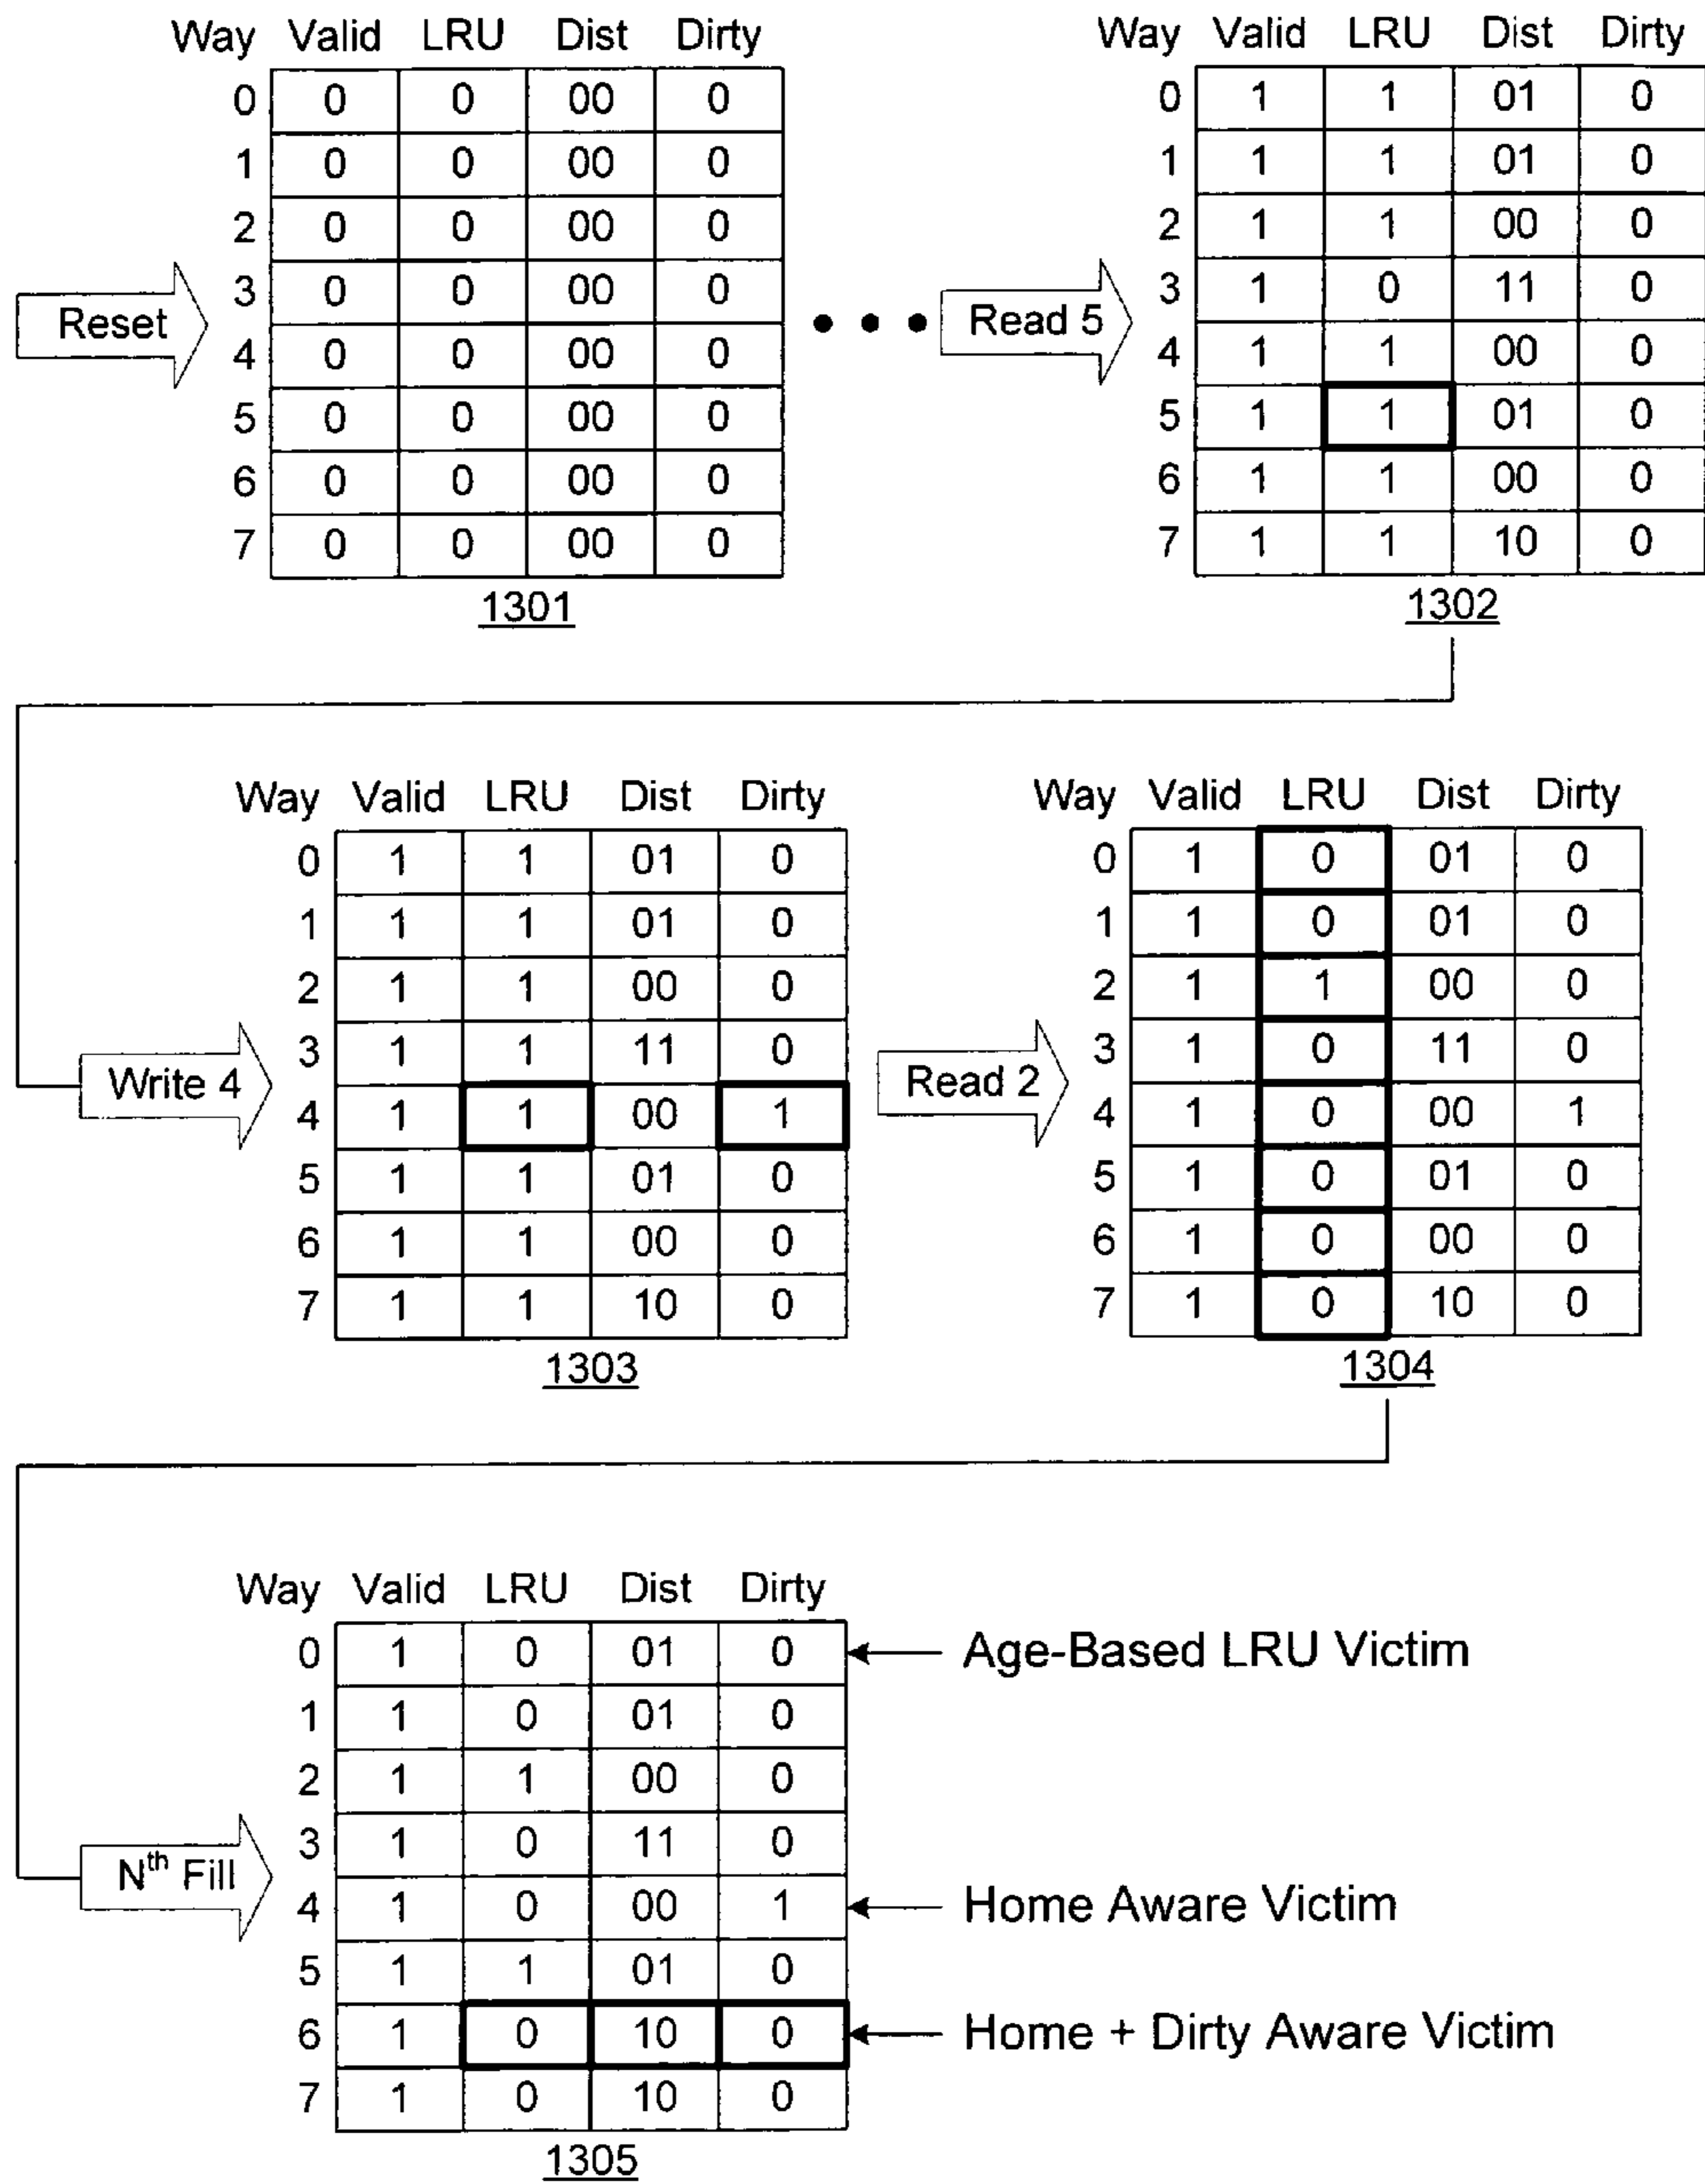 Way Valid LRU Dist Dirty
0 0 0 00 0
1 0 0 00 0
2 0 0 00 0
3 0 0 00 0
4 0 0 00 0
5 0 0 00 0
6 0 0 00 0
7 0 0 00 0
Reset
1301
Read 5
Way Valid LRU Dist Dirty
0 1 1 01 0
1 1 1 01 0
2 1 1 00 0
3 1 0 11 0
4 1 1 00 0
5 1 1 01 0
6 1 1 00 0
7 1 1 10 0
1302
Write 4
Way Valid LRU Dist Dirty
0 1 1 01 0
1 1 1 01 0
2 1 1 00 0
3 1 1 11 0
4 1 1 00 1
5 1 1 01 0
6 1 1 00 0
7 1 1 10 0
1303
Read 2
Way Valid LRU Dist Dirty
0 1 0 01 0
1 1 0 01 0
2 1 1 00 0
3 1 0 11 0
4 1 0 00 1
5 1 0 01 0
6 1 0 00 0
7 1 0 10 0
1304
Nth Fill
Way Valid LRU Dist Dirty
0 1 0 01 0 Age-Based LRU Victim
1 1 0 01 0
2 1 1 00 0
3 1 0 11 0
4 1 0 00 1 Home Aware Victim
5 1 1 01 0
6 1 0 10 0 Home + Dirty Aware Victim
7 1 0 10 0
1305